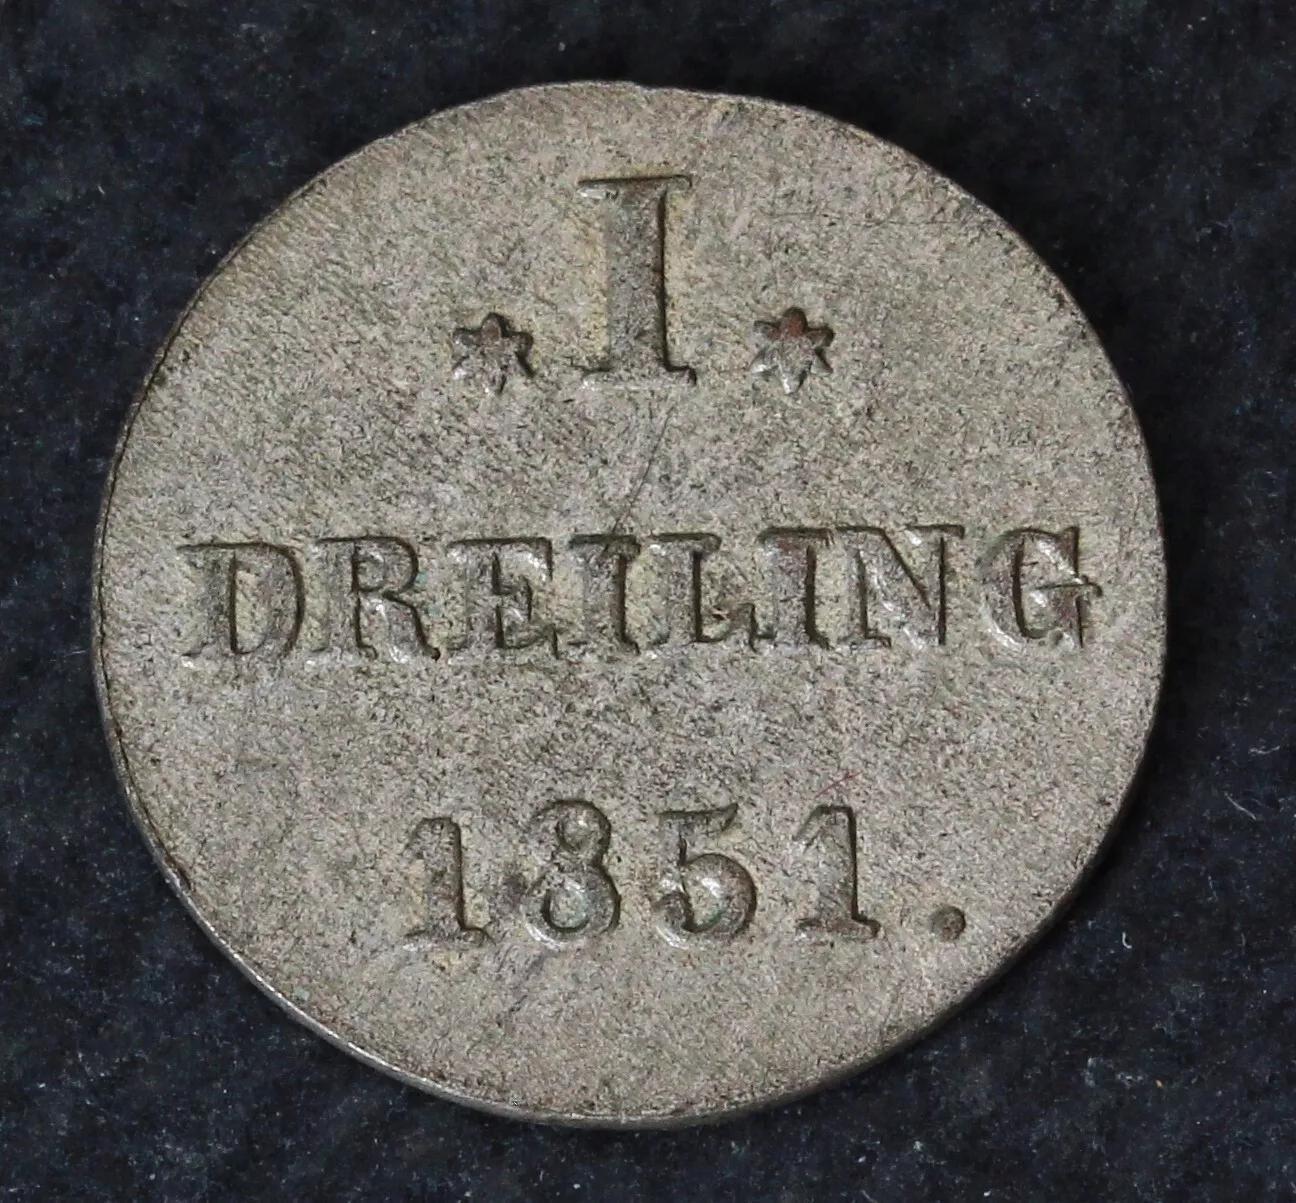 * I *
DREILING
1851.